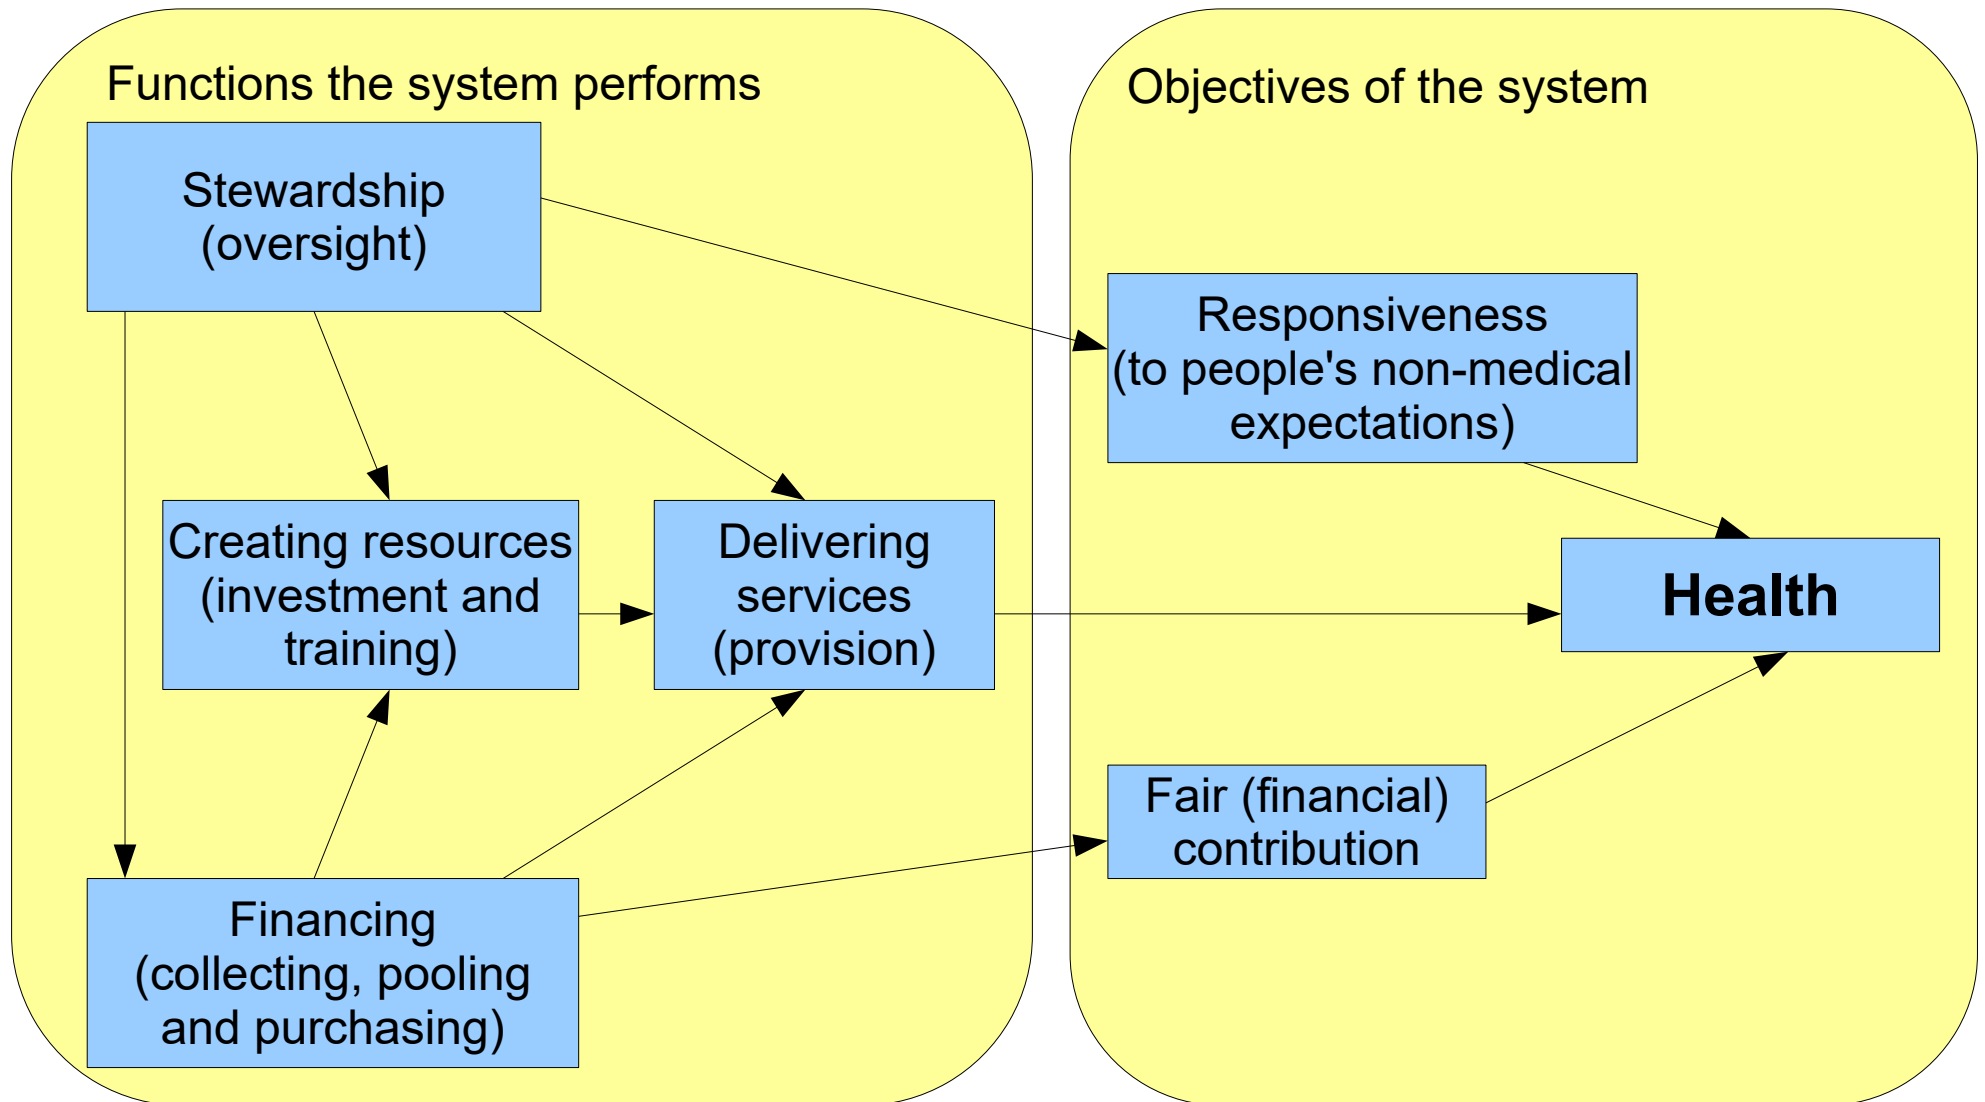 Functions the system performs
Stewardship
(oversight)
Creating resources
(investment and
training)
Delivering
services
(provision)
Financing
(collecting, pooling
and purchasing)
Objectives of the system
Responsiveness
(to people's non-medical
expectations)
Health
Fair (financial)
contribution